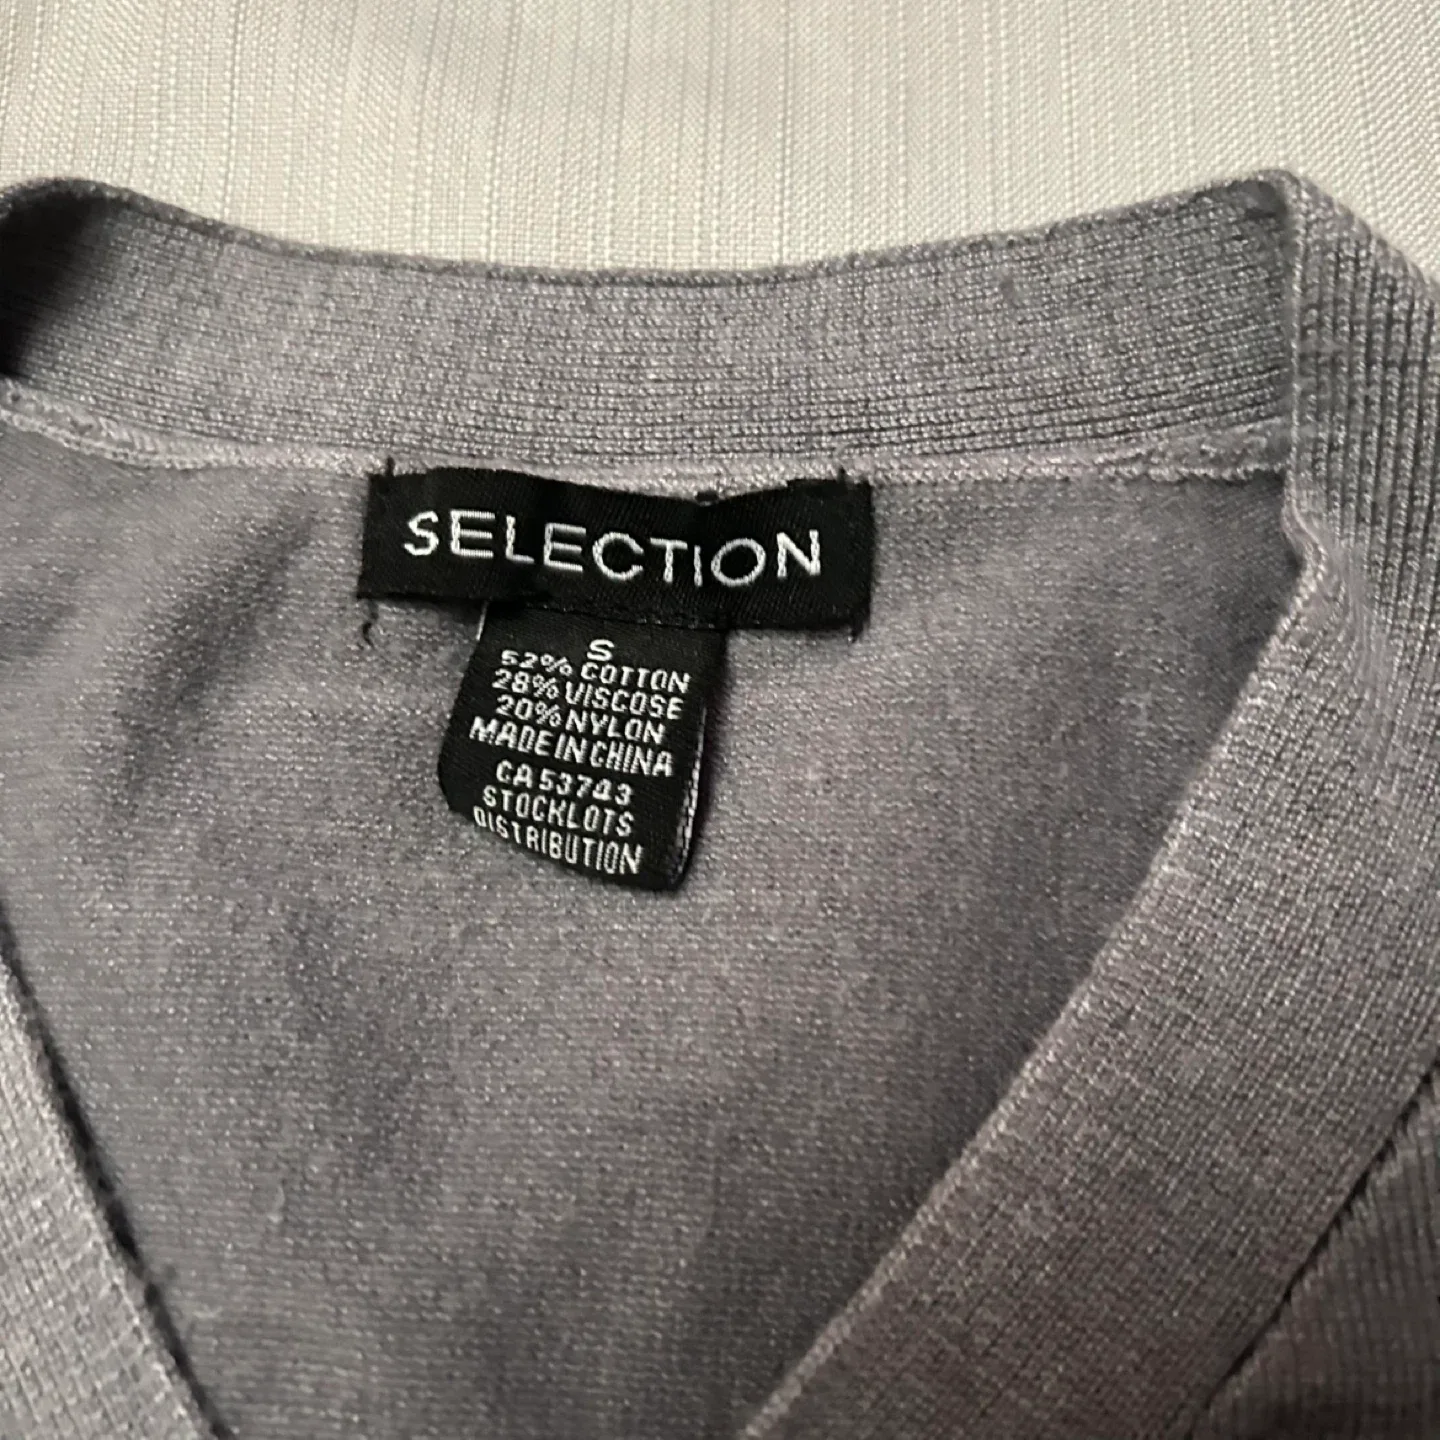 SELECTION
S
52% COTTON
28% VISCOSE
20% NYLON
MADE IN CHINA
CA 53743
STOCKLOTS
DISTRIBUTION